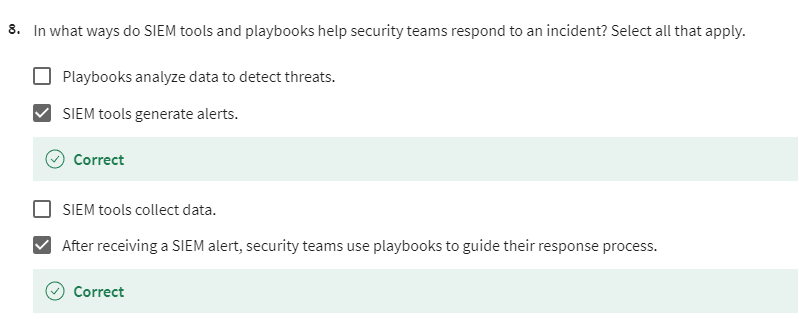 8. In what ways do SIEM tools and playbooks help security teams respond to an incident? Select all that apply.
Playbooks analyze data to detect threats.
SIEM tools generate alerts.
Correct
SIEM tools collect data.
After receiving a SIEM alert, security teams use playbooks to guide their response process.
Correct